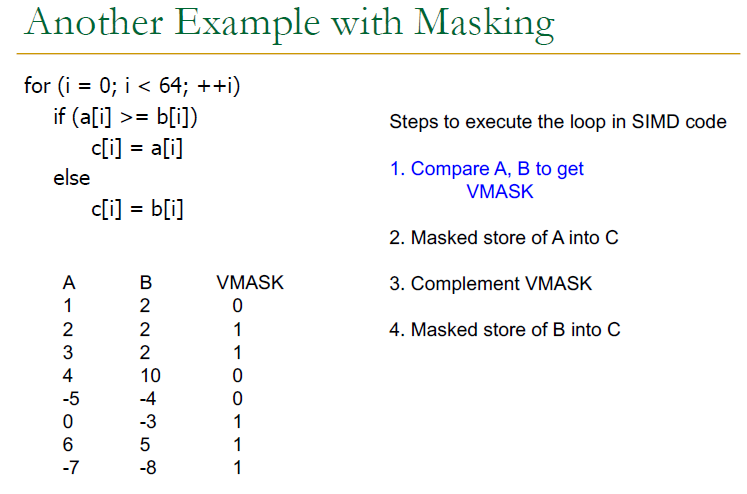 Another Example with Masking
for (i = 0; i < 64; ++i)
if (a[i] >= b[i])
c[i] = a[i]
else
c[i] = b[i]
A B VMASK
1 2 0
2 2 1
3 2 1
4 10 0
-5 -4 0
0 -3 1
6 5 1
-7 -8 1
Steps to execute the loop in SIMD code
1. Compare A, B to get
VMASK
2. Masked store of A into C
3. Complement VMASK
4. Masked store of B into C